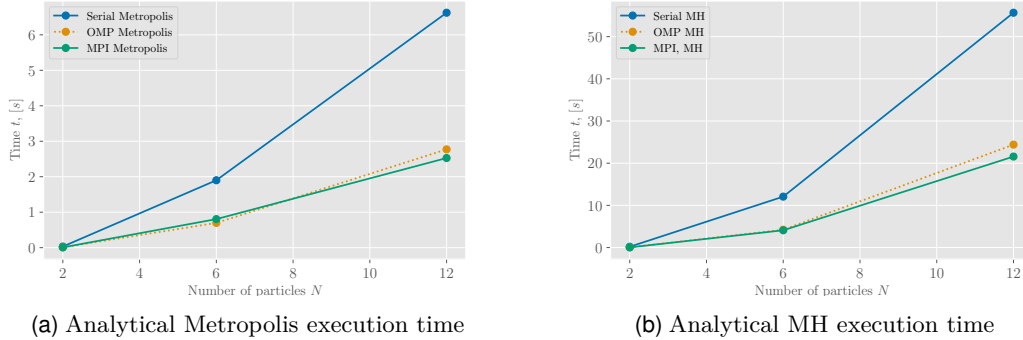 Serial Metropolis
OMP Metropolis
MPI Metropolis
6
5
4
3
2
1
0
Time t, [s]
2 4 6 8 10 12
Number of particles N
(a) Analytical Metropolis execution time
Serial MH
OMP MH
MPI, MH
50
40
30
20
10
0
Time t, [s]
2 4 6 8 10 12
Number of particles N
(b) Analytical MH execution time